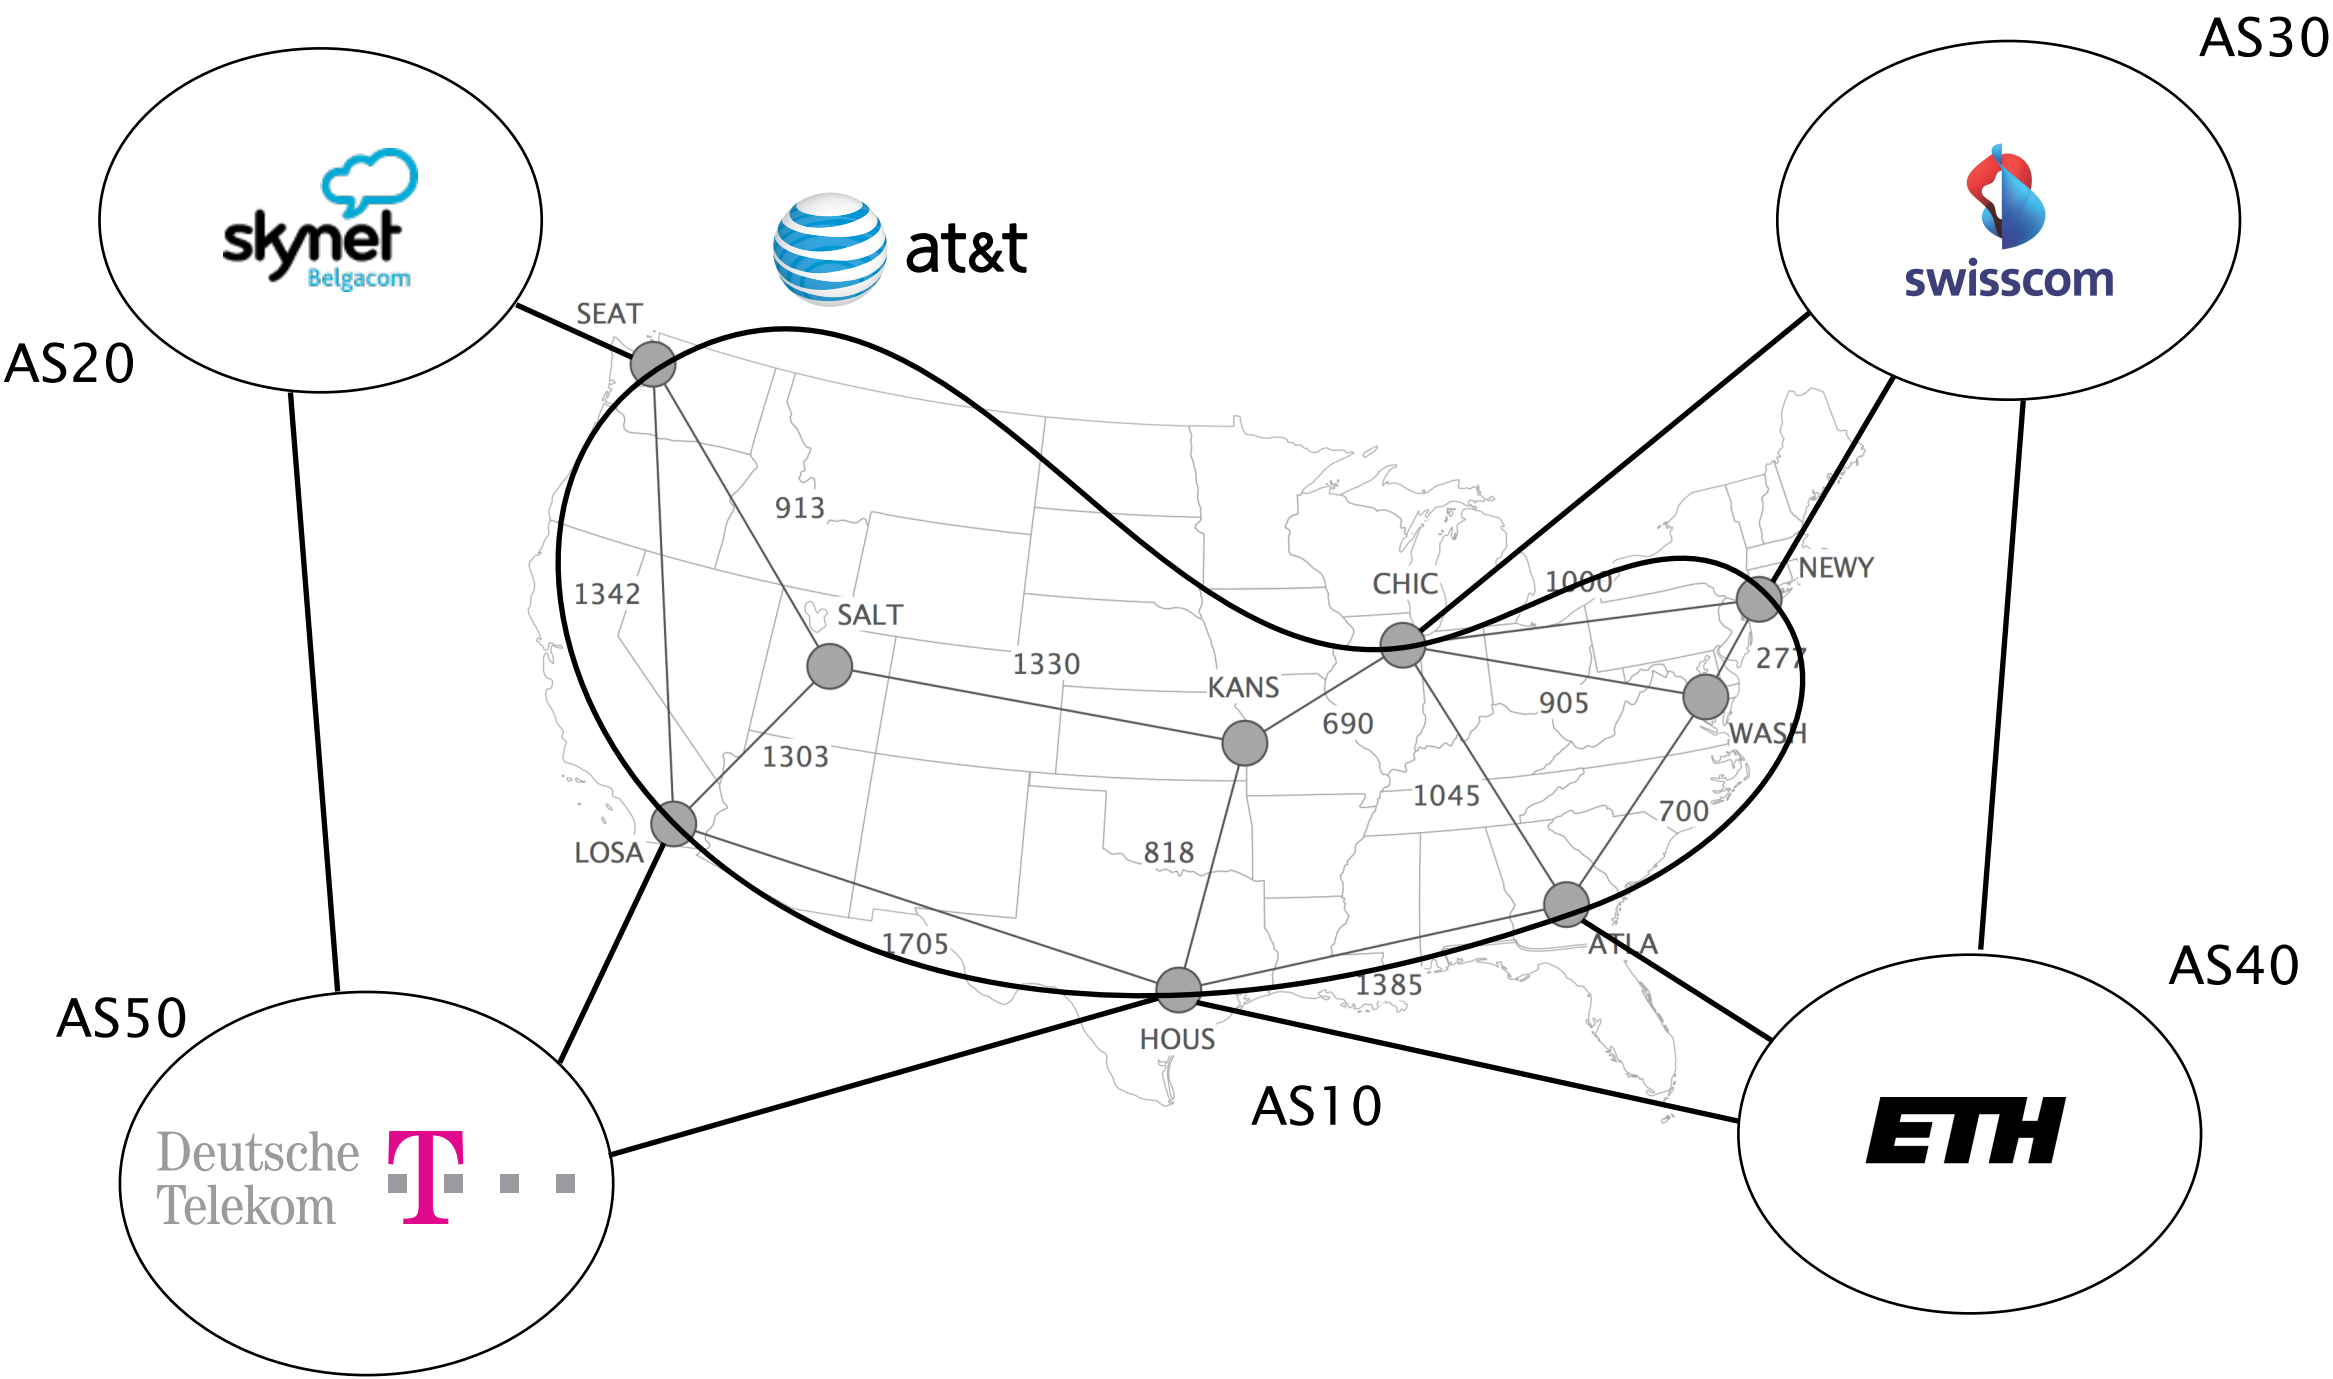 AS30
skynet
Belgacom
at&t
swisscom
SEAT
AS20
913
NEWY
CHIC
1000
1342
SALT
1330
277
KANS
905
690
WASH
1303
1045
700
LOSA
818
1705
ATLA
1385
AS40
AS50
HOUS
AS10
Deutsche
Telekom
T
ETH